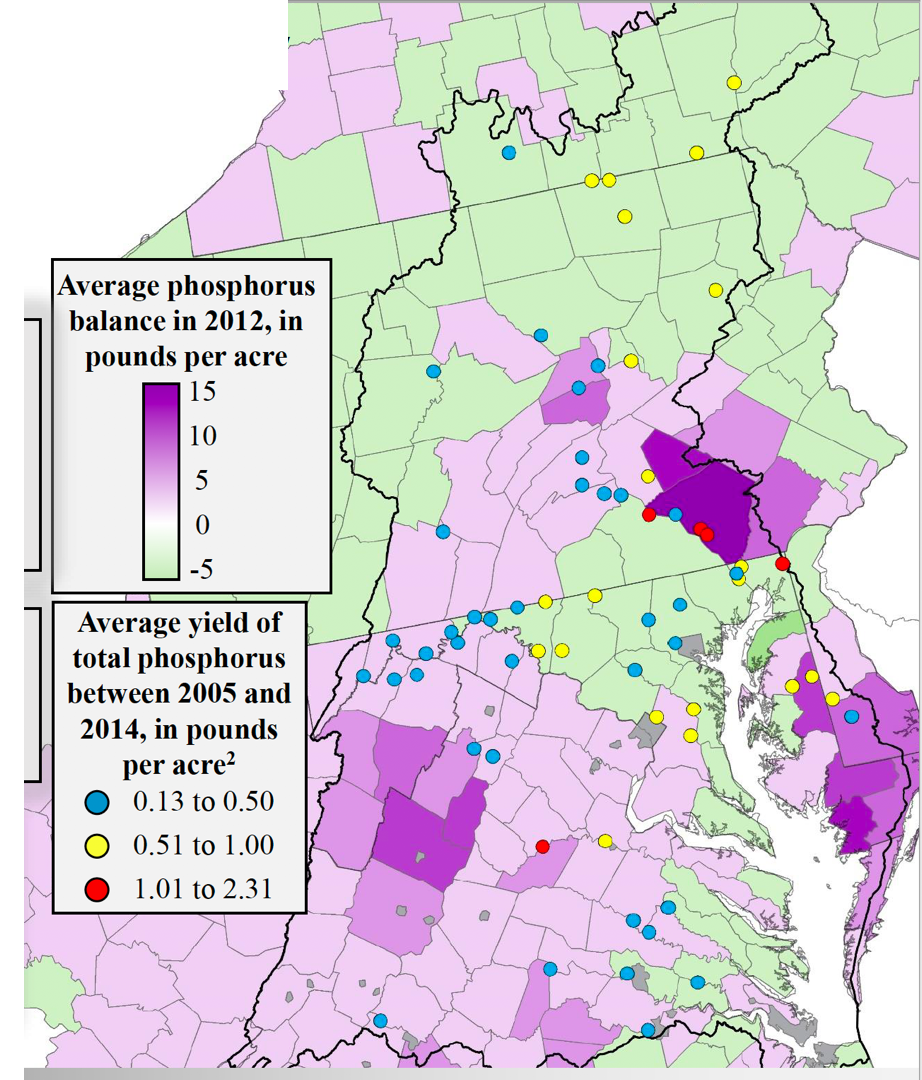 Average phosphorus
balance in 2012, in
pounds per acre
15
10
5
0
-5
Average yield of
total phosphorus
between 2005 and
2014, in pounds
per acre²
0.13 to 0.50
0.51 to 1.00
1.01 to 2.31